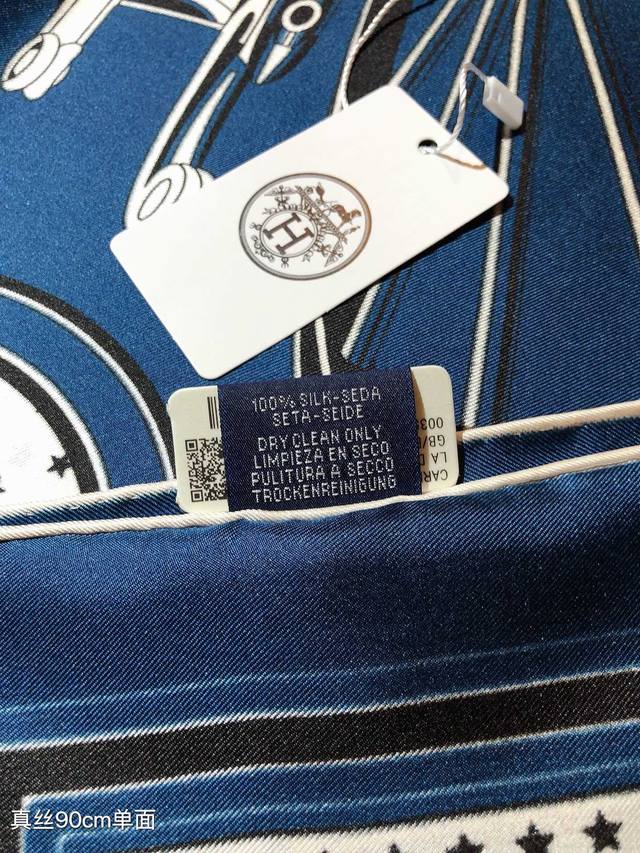 H
100% SILK-SEDA
SETA-SEIDE
DRY CLEAN ONLY
LIMPIEZA EN SECO
PULITURA A SECCO
TROCKENREINIGUNG
真丝90cm单面